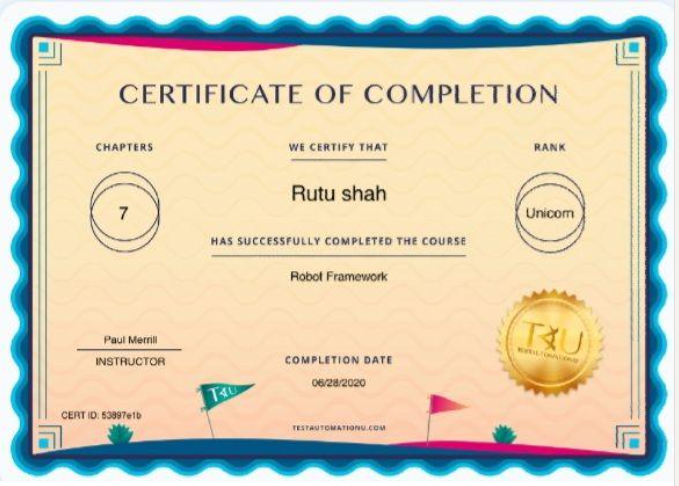 CERTIFICATE OF COMPLETION
CHAPTERS
7
WE CERTIFY THAT
Rutu shah
RANK
Unicorn
HAS SUCCESSFULLY COMPLETED THE COURSE
Robot Framework
Paul Merrill
INSTRUCTOR
COMPLETION DATE
06/28/2020
CERT ID: 53897e1b
TAU
TAU
TEST AUTOMATION U
TESTAUTOMATIONU.COM